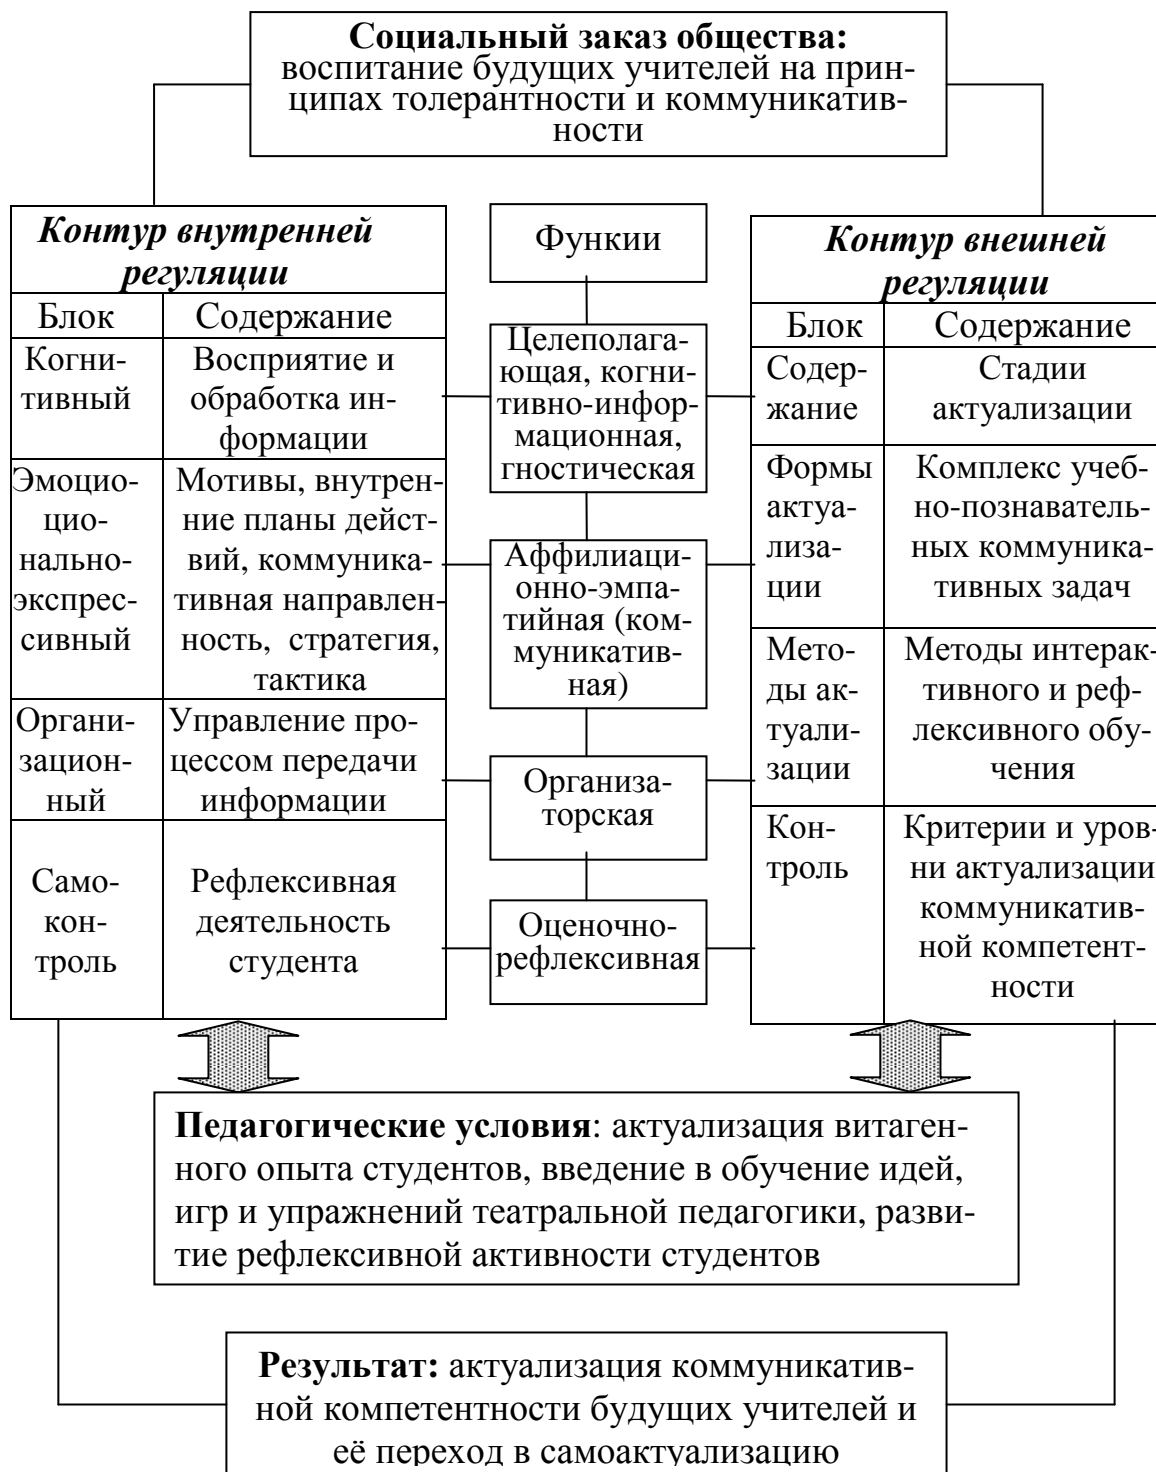 Социальный заказ общества:
воспитание будущих учителей на прин-
ципах толерантности и коммуникатив-
ности
Контур внутренней
регуляции
Блок
Содержание
Когни-
тивный
Восприятие и
обработка ин-
формации
Эмоцио-
цио-
нально-
экспрес-
сивный
Мотивы, внутрен-
ние планы дейст-
вий, коммуника-
тивная направлен-
ность, стратегия,
тактика
Органи-
зацион-
ный
Управление про-
цессом передачи
информации
Само-
кон-
троль
Рефлексивная
деятельность
студента
Функии
Целеполага-
ющая, когни-
тивно-инфор-
мационная,
гностическая
Аффилиаци-
онно-эмпа-
тийная (ком-
муникатив-
ная)
Организа-
торская
Оценочно-
рефлексивная
Контур внешней
регуляции
Блок
Содержание
Содер-
жание
Стадии
актуализации
Формы
актуа-
лиза-
ции
Комплекс учеб-
но-познаватель-
ных коммуника-
тивных задач
Мето-
ды ак-
туали-
зации
Методы интерак-
тивного и реф-
лексивного обу-
чения
Кон-
троль
Критерии и уров-
ни актуализации
коммуникатив-
ной компетент-
ности
Педагогические условия: актуализация витаген-
ного опыта студентов, введение в обучение идей,
игр и упражнений театральной педагогики, разви-
тие рефлексивной активности студентов
Результат: актуализация коммуникатив-
ной компетентности будущих учителей и
её переход в самоактуализацию